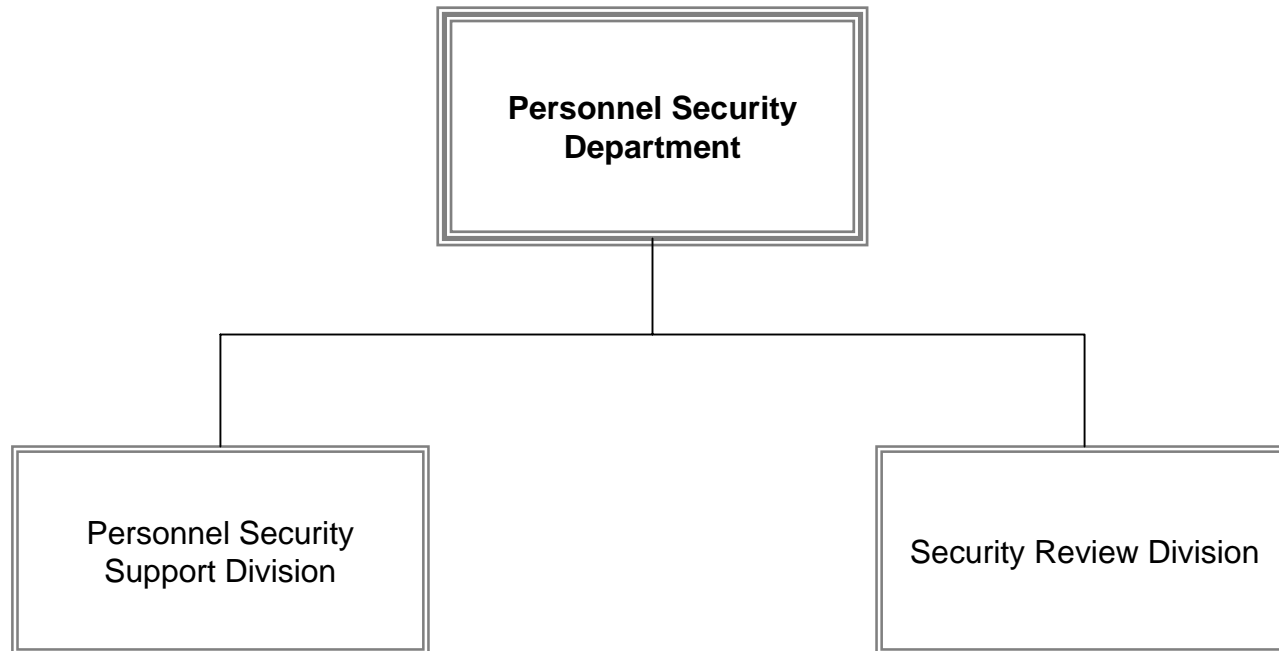 Personnel Security
Department
Personnel Security
Support Division
Security Review Division